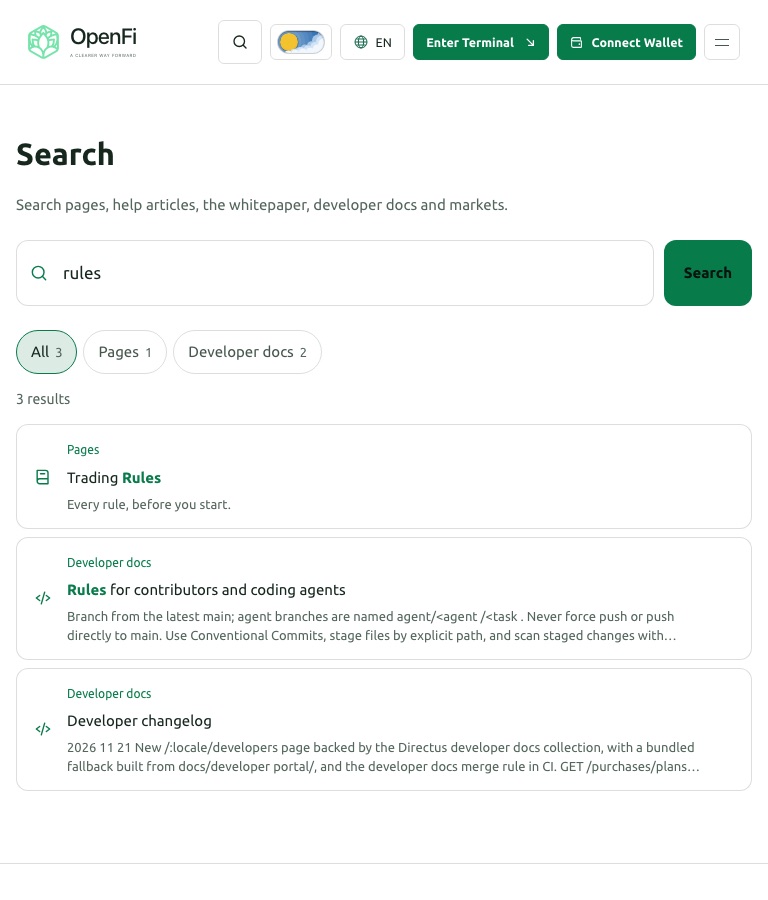 OpenFi
A CLEANER WAY FORWARD
EN
Enter Terminal
Connect Wallet
Search
Search pages, help articles, the whitepaper, developer docs and markets.
rules
Search
All 3
Pages 1
Developer docs 2
3 results
Pages
Trading Rules
Every rule, before you start.
Developer docs
Rules for contributors and coding agents
Branch from the latest main; agent branches are named agent/<agent /<task . Never force push or push
directly to main. Use Conventional Commits, stage files by explicit path, and scan staged changes with…
Developer docs
Developer changelog
2026 11 21 New /:locale/developers page backed by the Directus developer docs collection, with a bundled
fallback built from docs/developer portal/, and the developer docs merge rule in CI. GET /purchases/plans…